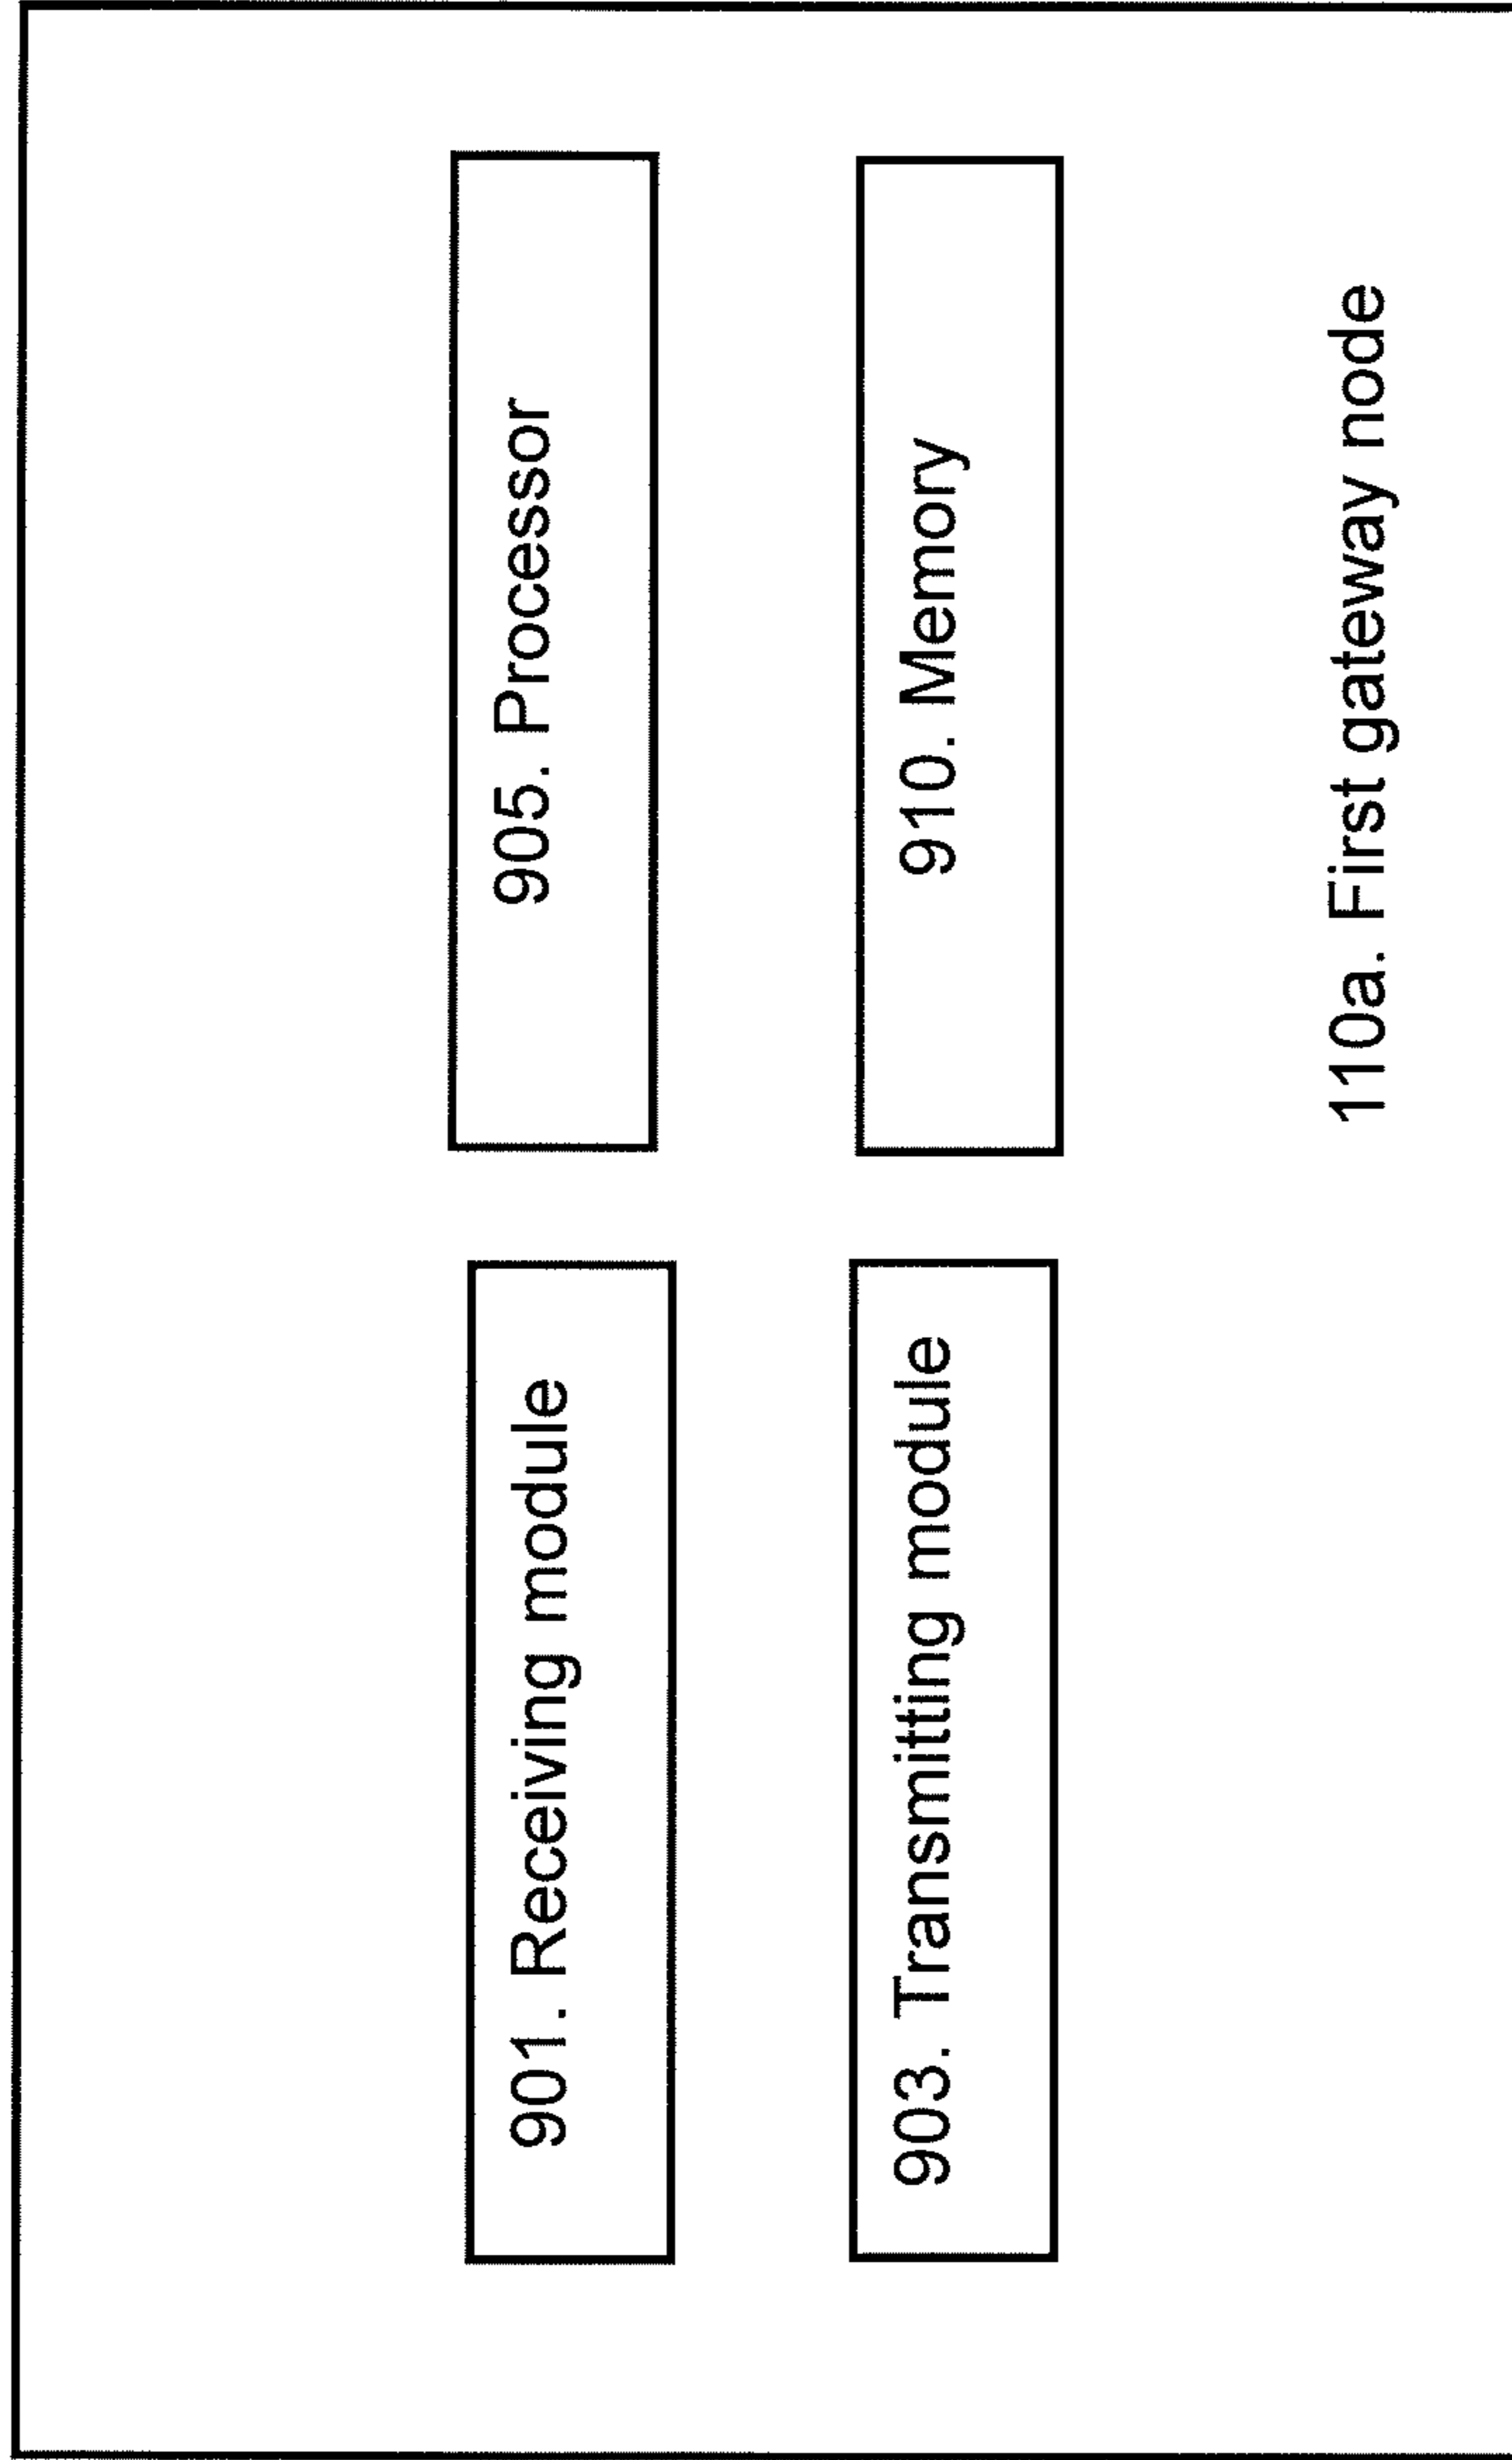 901. Receiving module
905. Processor
903. Transmitting module
910. Memory
110a. First gateway node